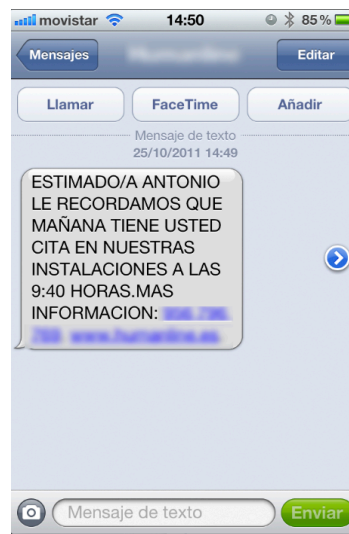 movistar 14:50 85%
Mensajes Editar
Llamar FaceTime Añadir
Mensaje de texto
25/10/2011 14:49
ESTIMADO/A ANTONIO
LE RECORDAMOS QUE
MAÑANA TIENE USTED
CITA EN NUESTRAS
INSTALACIONES A LAS
9:40 HORAS.MAS
INFORMACION:
Mensaje de texto Enviar